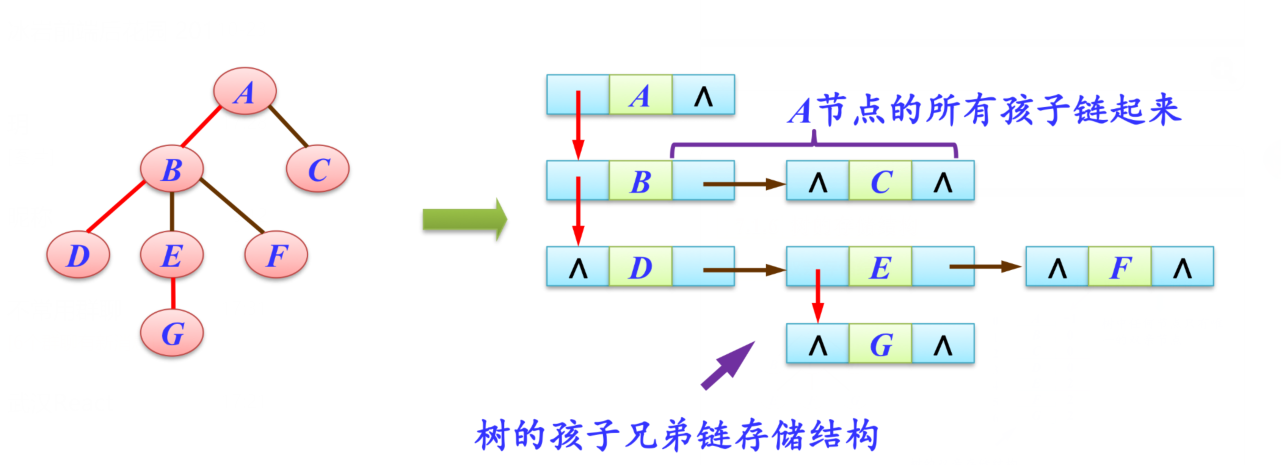 A
B C
D E F
G
A ∧
A节点的所有孩子链起来
B ∧ C ∧
∧ D E ∧ F ∧
∧ G ∧
树的孩子兄弟链存储结构